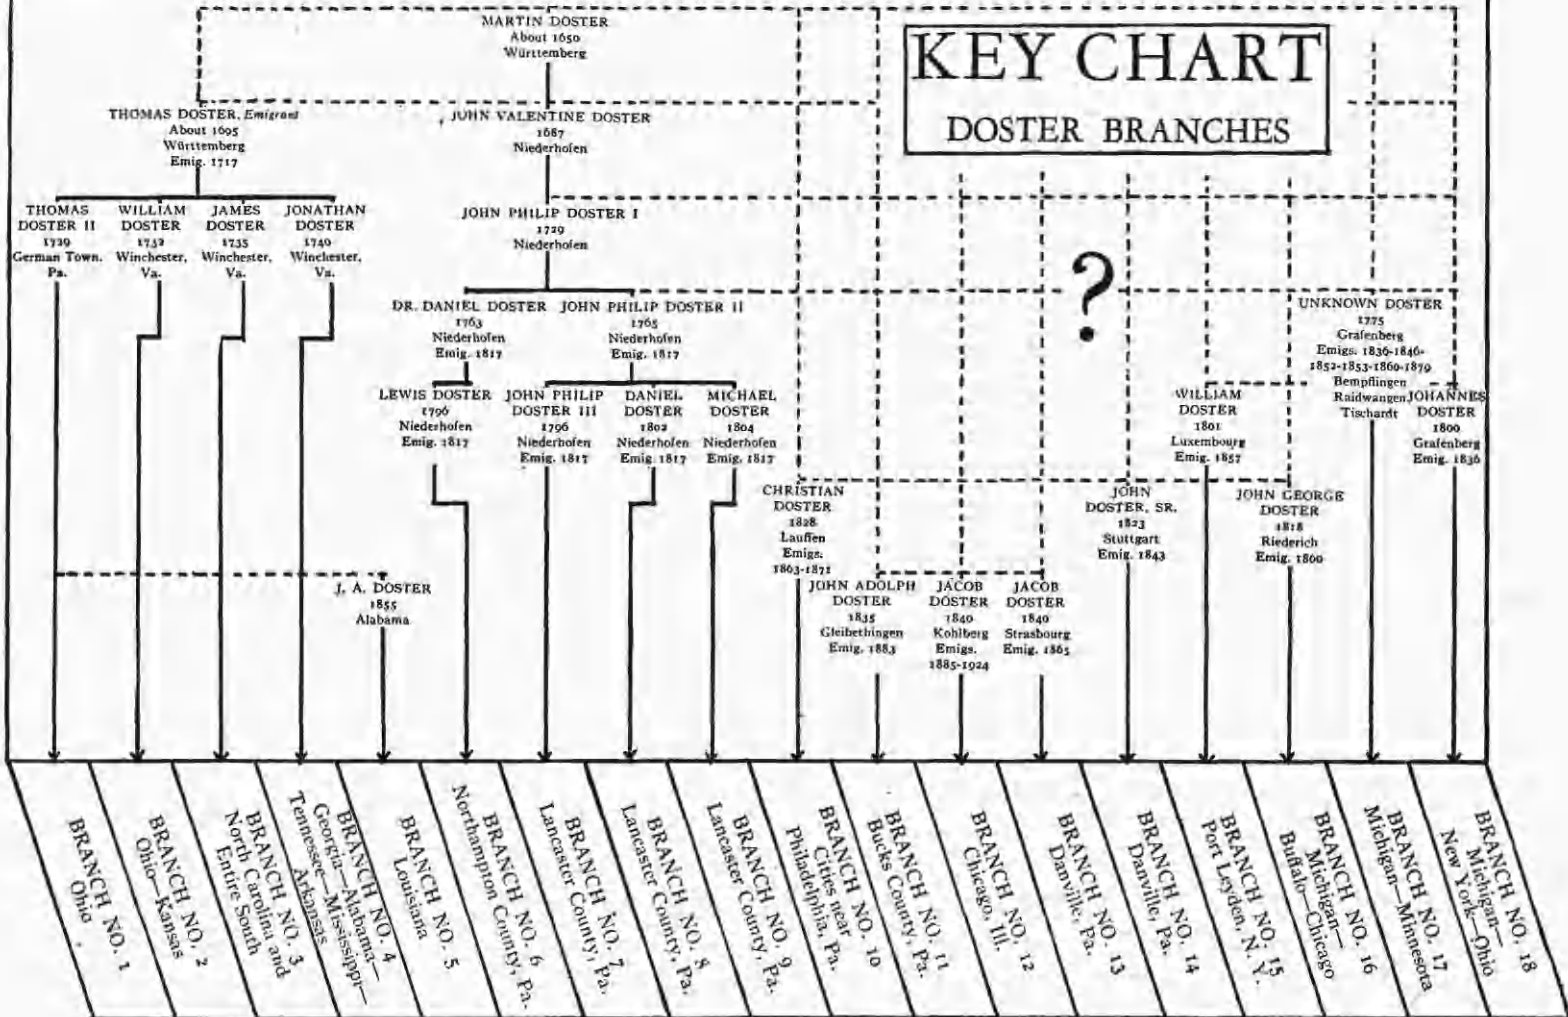 MARTIN DOSTER
About 1650
Württemberg
KEY CHART
DOSTER BRANCHES
THOMAS DOSTER, Emigrant
About 1695
Württemberg
Emig. 1717
JOHN VALENTINE DOSTER
1687
Niederhofen
THOMAS
DOSTER II
1729
German Town,
Pa.
WILLIAM
DOSTER
1732
Winchester,
Va.
JAMES
DOSTER
1735
Winchester,
Va.
JONATHAN
DOSTER
1740
Winchester,
Va.
JOHN PHILIP DOSTER I
1729
Niederhofen
?
DR. DANIEL DOSTER
1763
Niederhofen
Emig. 1817
JOHN PHILIP DOSTER II
1765
Niederhofen
Emig. 1817
UNKNOWN DOSTER
1775
Grafenberg
Emigs. 1836-1846-
1852-1853-1860-1879
Bempflingen
Raidwangen
Tischardt
LEWIS DOSTER
1796
Niederhofen
Emig. 1817
JOHN PHILIP
DOSTER III
1796
Niederhofen
Emig. 1817
DANIEL
DOSTER
1802
Niederhofen
Emig. 1817
MICHAEL
DOSTER
1804
Niederhofen
Emig. 1817
WILLIAM
DOSTER
1801
Luxembourg
Emig. 1857
JOHANNES
DOSTER
1800
Grafenberg
Emig. 1836
CHRISTIAN
DOSTER
1828
Lauffen
Emigs.
1863-1871
JOHN
DOSTER, SR.
1823
Stuttgart
Emig. 1843
JOHN GEORGE
DOSTER
1818
Riederich
Emig. 1860
J. A. DOSTER
1855
Alabama
JOHN ADOLPH
DOSTER
1835
Gleibethingen
Emig. 1883
JACOB
DOSTER
1840
Kohlberg
Emigs.
1885-1924
JACOB
DOSTER
1840
Strasbourg
Emig. 1865
BRANCH NO. 1
Ohio
BRANCH NO. 2
Ohio—Kansas
BRANCH NO. 3
North Carolina and
Entire South
BRANCH NO. 4
Georgia—Alabama—
Tennessee—Mississippi—
Arkansas
BRANCH NO. 5
Louisiana
BRANCH NO. 6
Northampton County, Pa.
BRANCH NO. 7
Lancaster County, Pa.
BRANCH NO. 8
Lancaster County, Pa.
BRANCH NO. 9
Lancaster County, Pa.
BRANCH NO. 10
Cities near
Philadelphia, Pa.
BRANCH NO. 11
Bucks County, Pa.
BRANCH NO. 12
Chicago, Ill.
BRANCH NO. 13
Danville, Pa.
BRANCH NO. 14
Danville, Pa.
BRANCH NO. 15
Port Leyden, N. Y.
BRANCH NO. 16
Michigan—
Buffalo—Chicago
BRANCH NO. 17
Michigan—Minnesota
BRANCH NO. 18
Michigan—
New York—Ohio